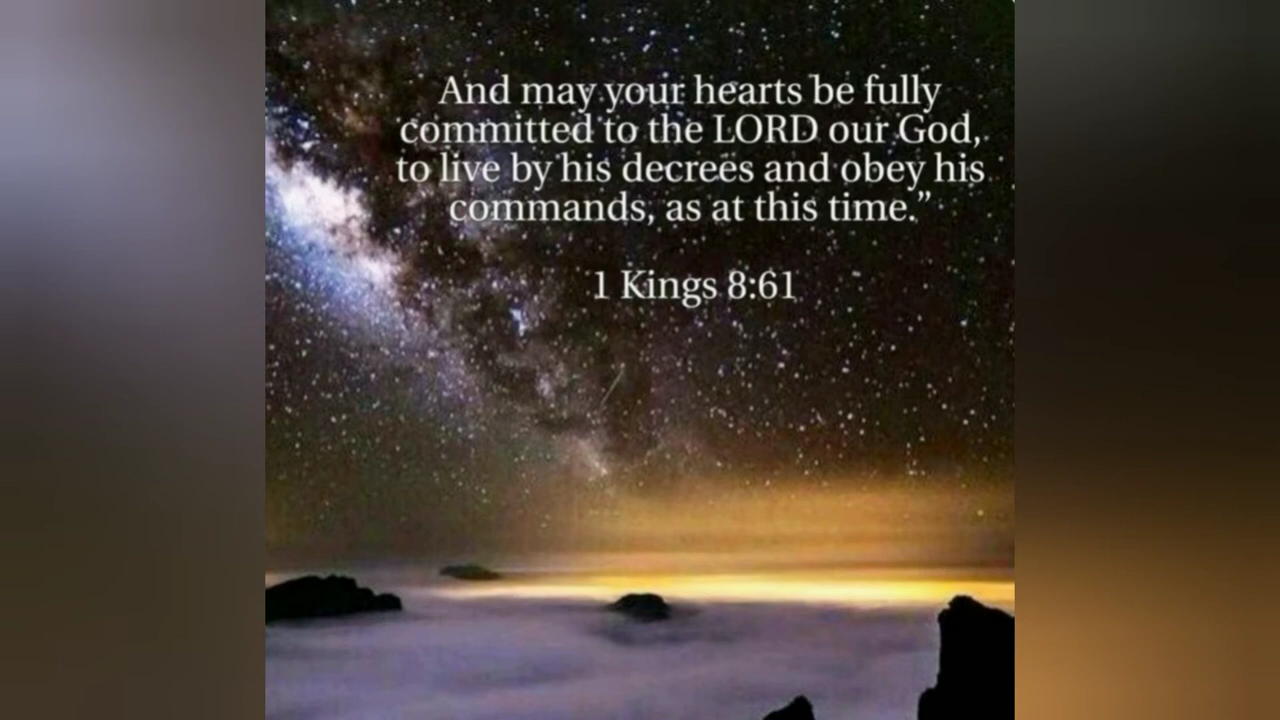 And may your hearts be fully
committed to the LORD our God,
to live by his decrees and obey his
commands, as at this time.”
1 Kings 8:61